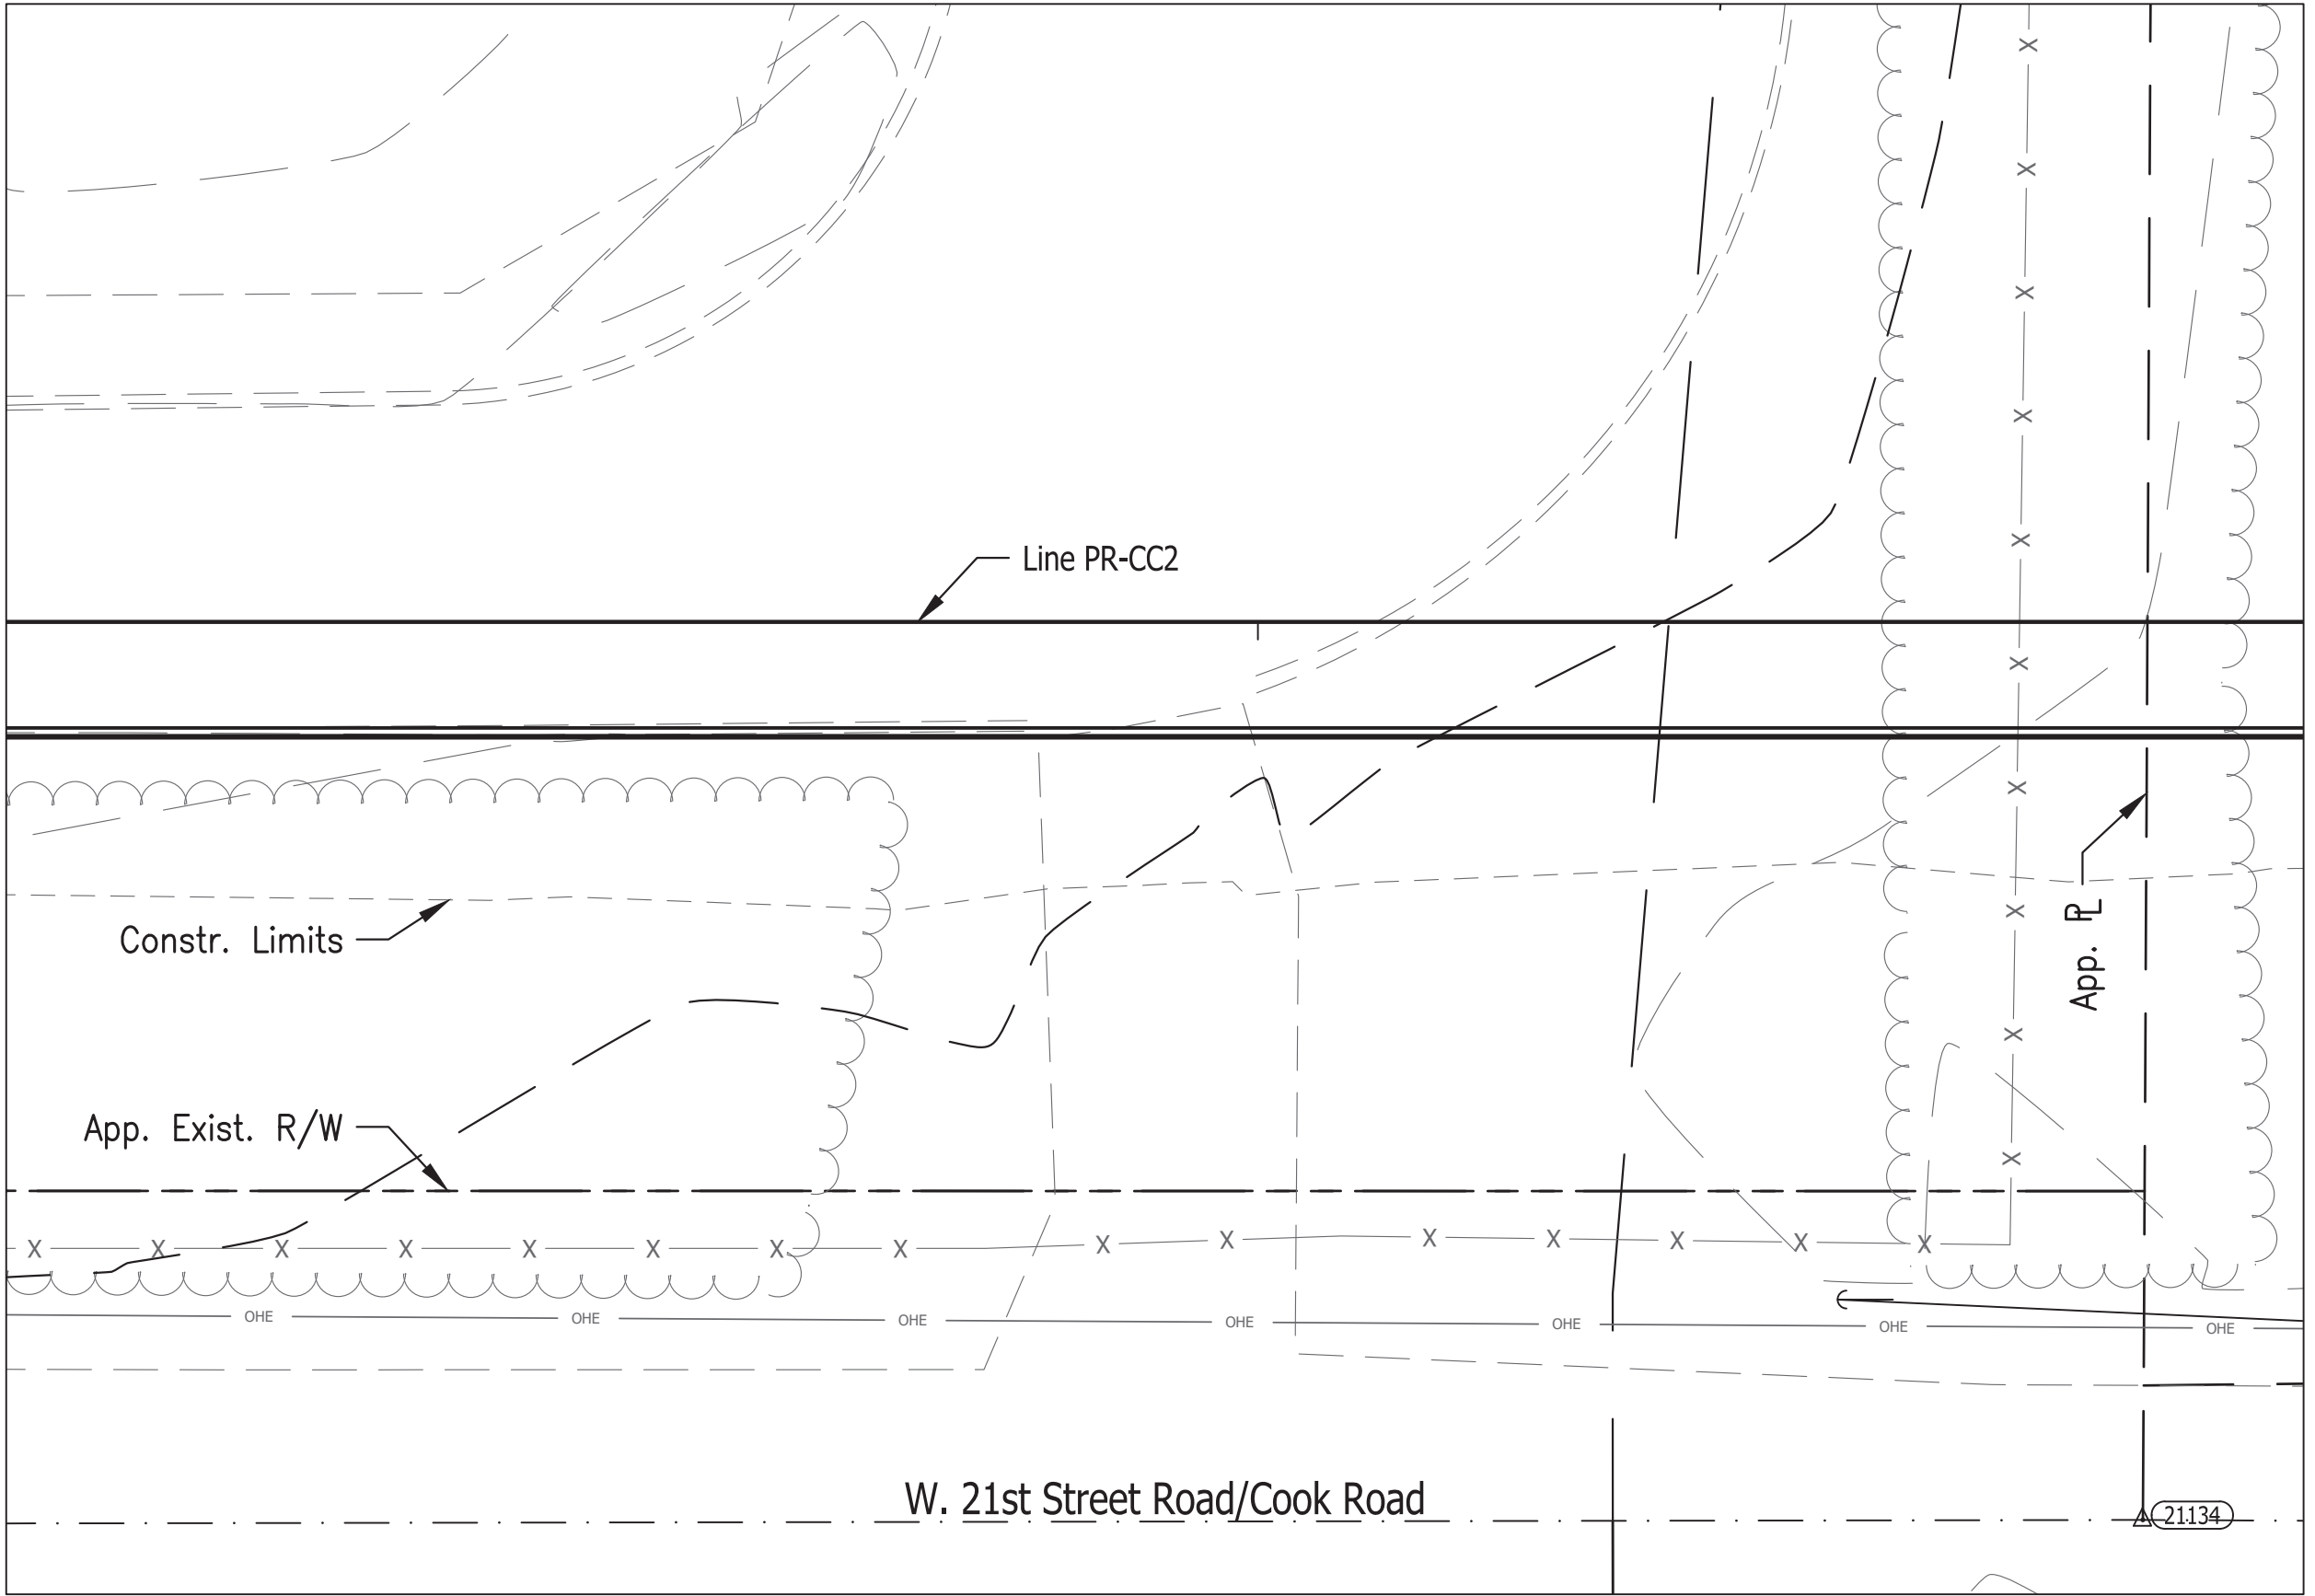 Line PR-CC2
Constr. Limits
App. PL
App. Exist. R/W
X X X X X X X X X X
X X X X X X X X X X X X X X X
OHE OHE OHE OHE OHE OHE OHE
W. 21st Street Road/Cook Road
21134